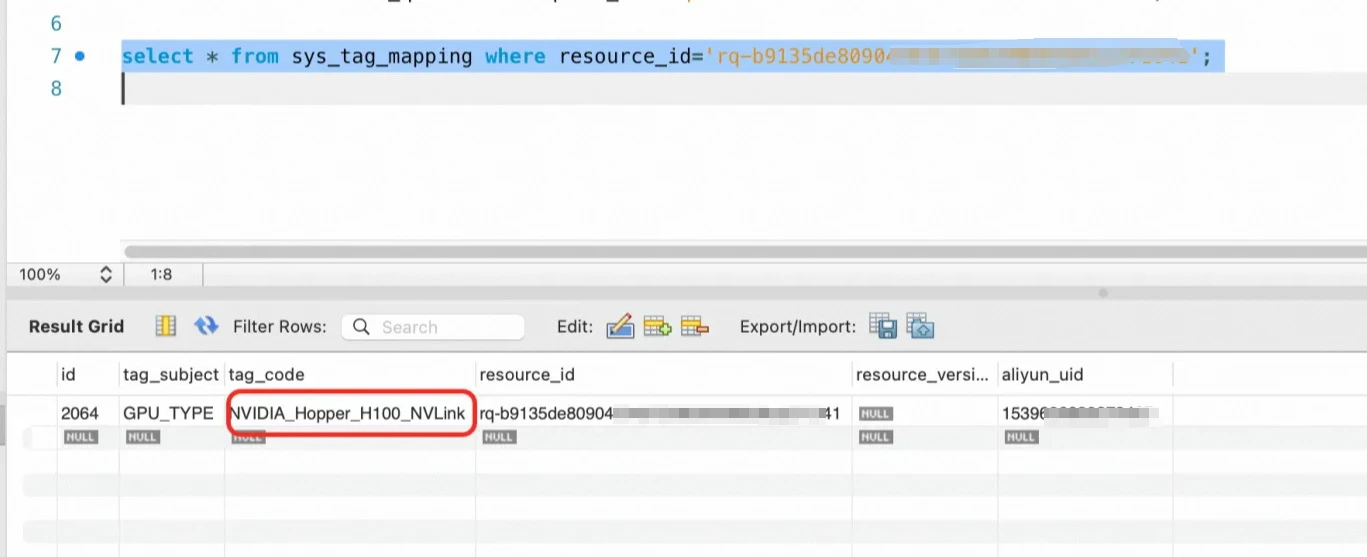 6
7 select * from sys_tag_mapping where resource_id='rq-b9135de8090
8
100% 1:8
Result Grid Filter Rows: Search Edit: Export/Import:
id tag_subject tag_code resource_id resource_versi... aliyun_uid
2064 GPU_TYPE NVIDIA_Hopper_H100_NVLink rq-b9135de80904 41 NULL 1539
NULL NULL NULL NULL NULL NULL